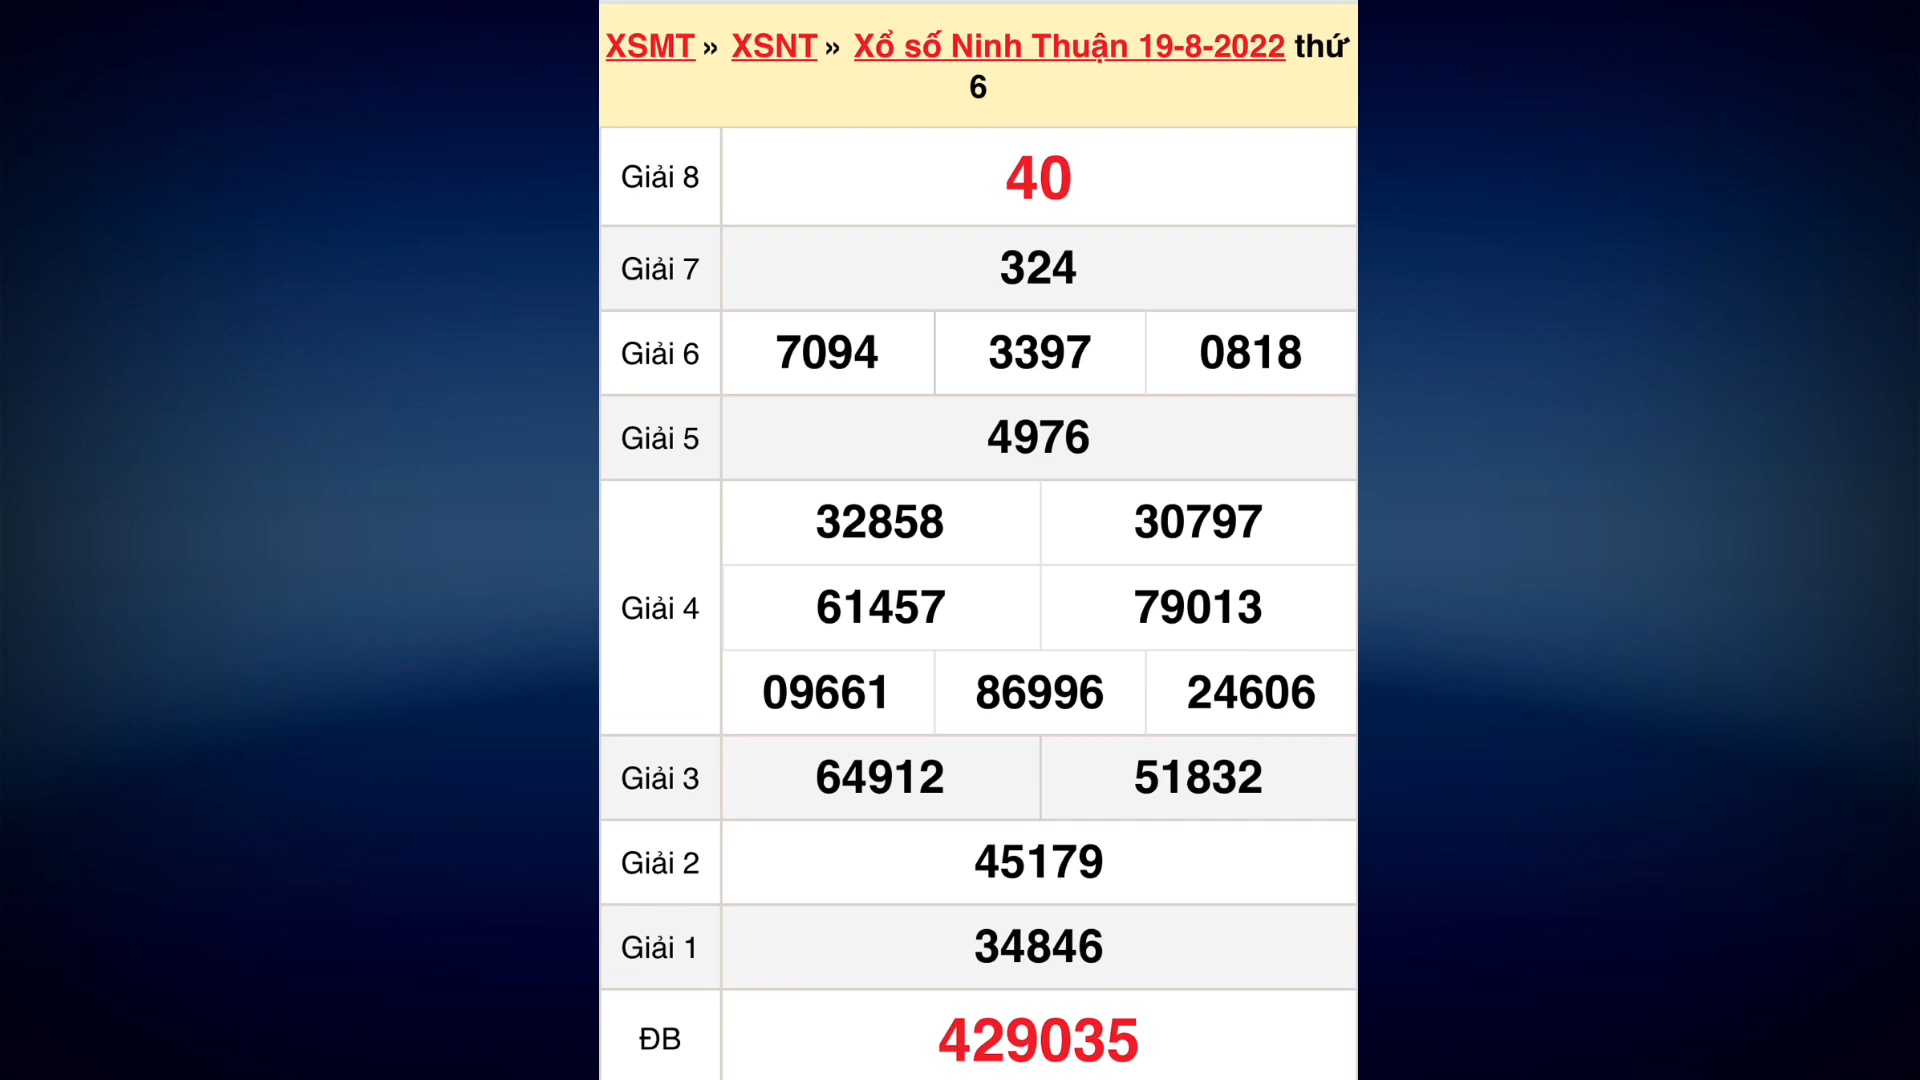 XSMT » XSNT » Xổ số Ninh Thuận 19-8-2022 thứ
6
Giải 8 40
Giải 7 324
Giải 6 7094 3397 0818
Giải 5 4976
32858 30797
Giải 4 61457 79013
09661 86996 24606
Giải 3 64912 51832
Giải 2 45179
Giải 1 34846
ĐB 429035